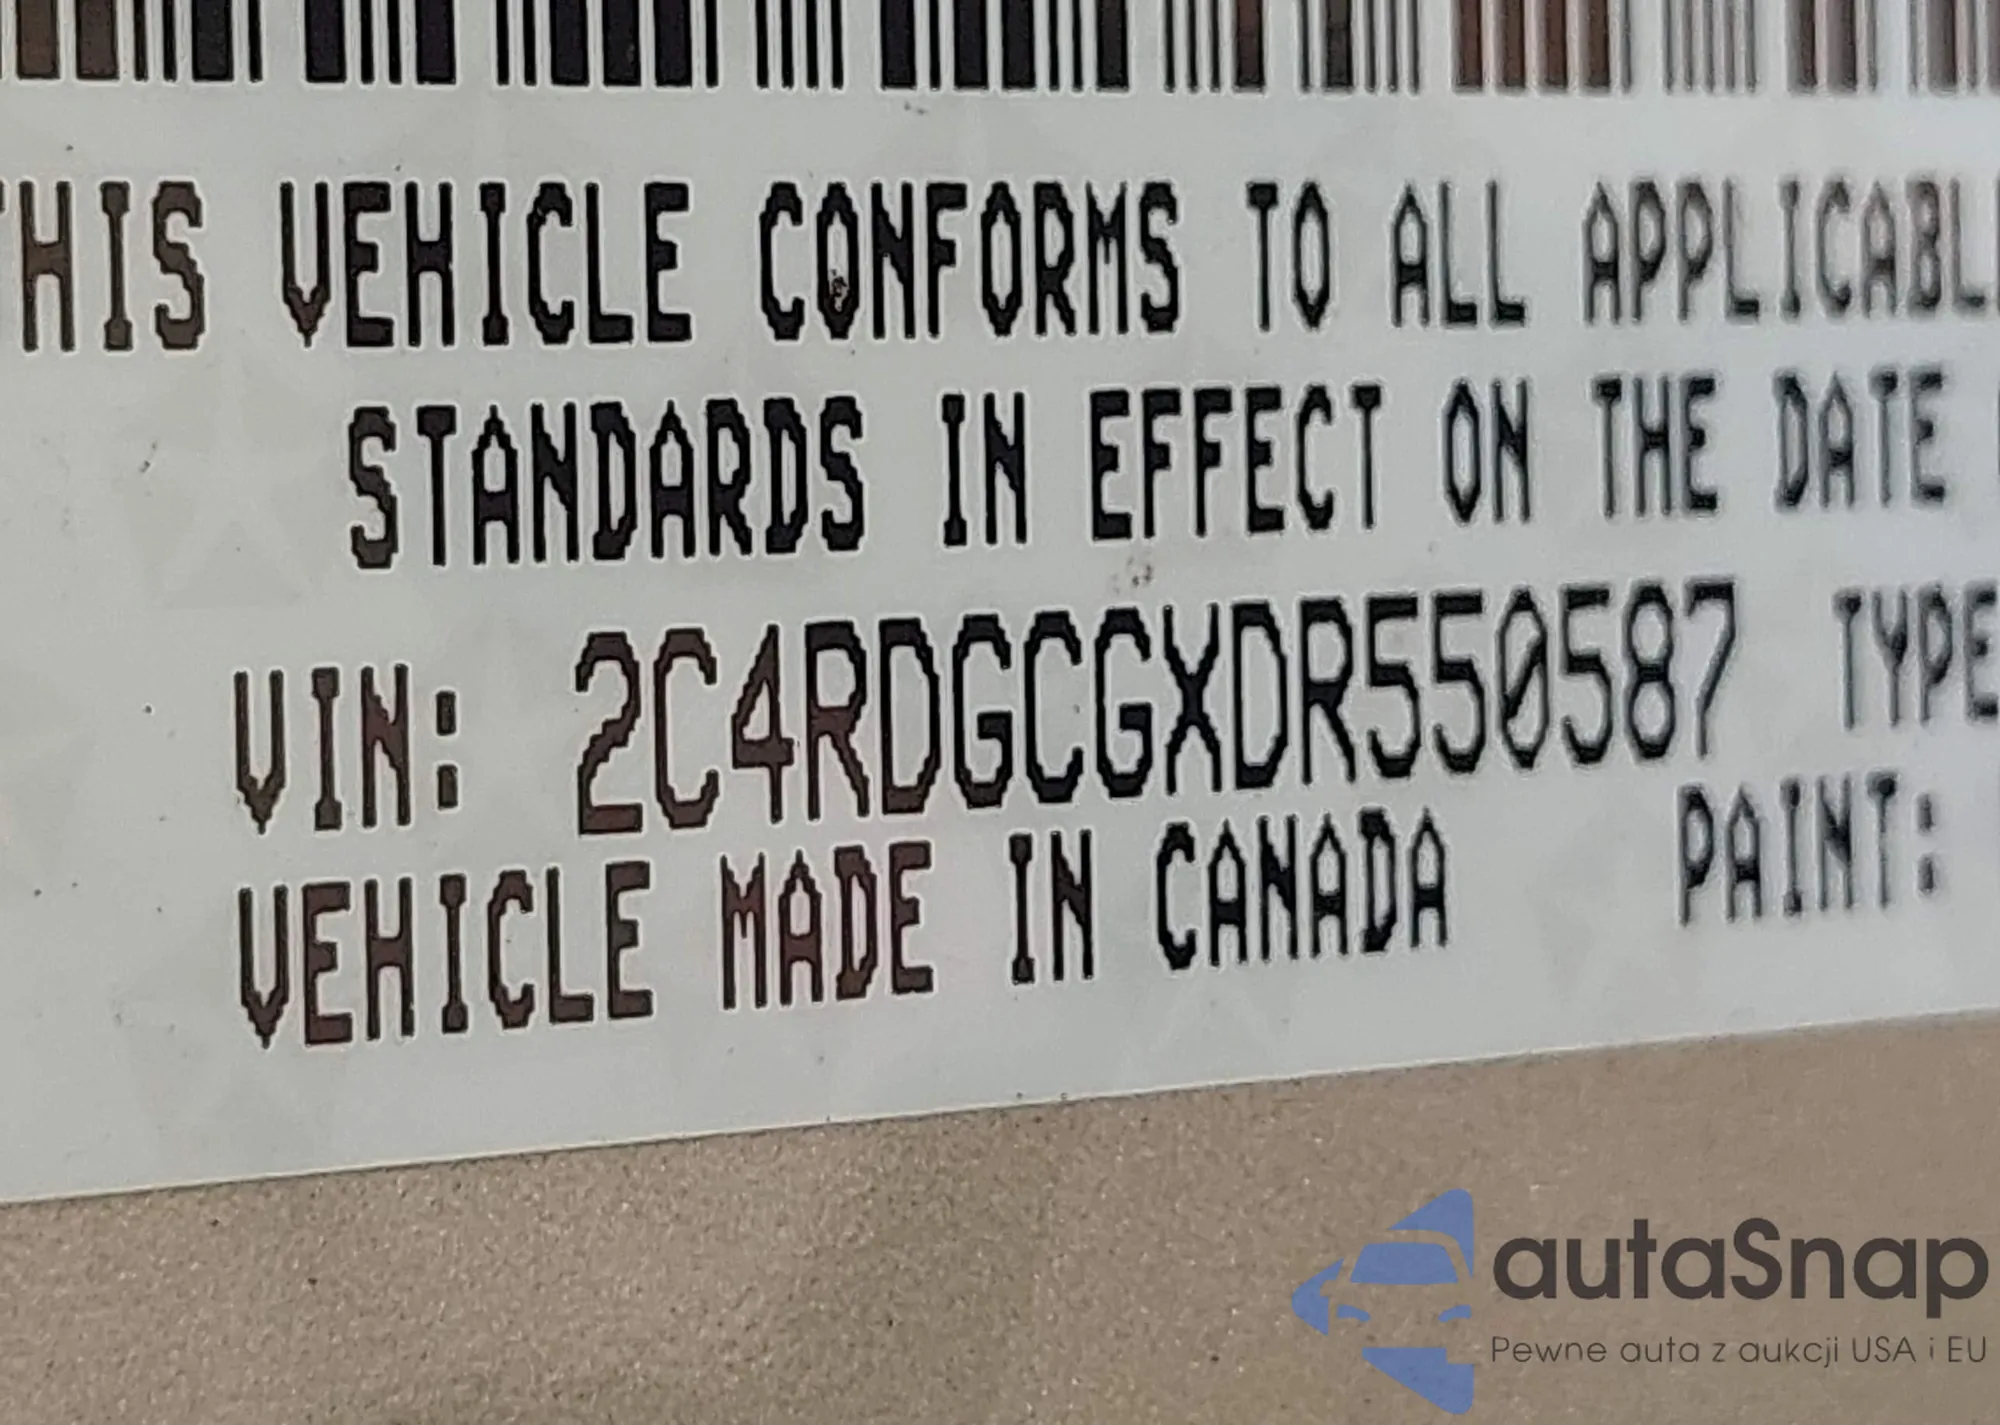 THIS VEHICLE CONFORMS TO ALL APPLICABL
STANDARDS IN EFFECT ON THE DATE
VIN: 2C4RDGCGXDR550587 TYPE
VEHICLE MADE IN CANADA PAINT:
autaSnap
Pewne auta z aukcji USA i EU